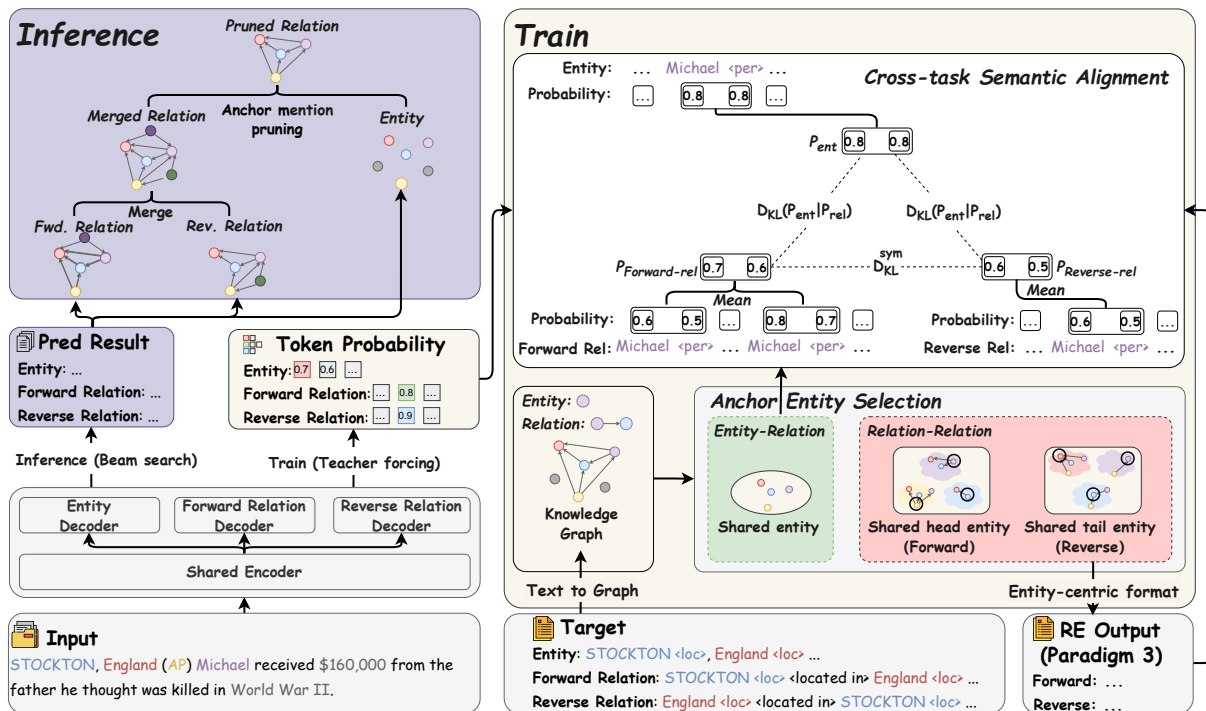 Inference
Pruned Relation
Anchor mention
pruning
Merged Relation
Entity
Merge
Fwd. Relation
Rev. Relation
Pred Result
Entity: ...
Forward Relation: ...
Reverse Relation: ...
Token Probability
Entity: 0.7 0.6 ...
Forward Relation: ... 0.8 ...
Reverse Relation: ... 0.9 ...
Inference (Beam search)
Train (Teacher forcing)
Entity
Decoder
Forward Relation
Decoder
Reverse Relation
Decoder
Shared Encoder
Input
STOCKTON, England (AP) Michael received $160,000 from the
father he thought was killed in World War II.
Train
Cross-task Semantic Alignment
Entity: ... Michael <per> ...
Probability: ... 0.8 0.8 ...
Pent 0.8 0.8
DKL(Pent|Prel)
DKL(Pent|Prel)
PForward-rel 0.7 0.6
DKLsym
0.6 0.5 PReverse-rel
Mean
Mean
Probability: 0.6 0.5 ... 0.8 0.7 ...
Forward Rel: Michael <per> ... Michael <per> ...
Probability: ... 0.6 0.5 ...
Reverse Rel: ... Michael <per> ...
Entity:
Relation:
Knowledge
Graph
Anchor Entity Selection
Entity-Relation
Shared entity
Relation-Relation
Shared head entity
(Forward)
Shared tail entity
(Reverse)
Text to Graph
Entity-centric format
Target
Entity: STOCKTON <loc>, England <loc> ...
Forward Relation: STOCKTON <loc> <located in> England <loc> ...
Reverse Relation: England <loc> <located in> STOCKTON <loc> ...
RE Output
(Paradigm 3)
Forward: ...
Reverse: ...